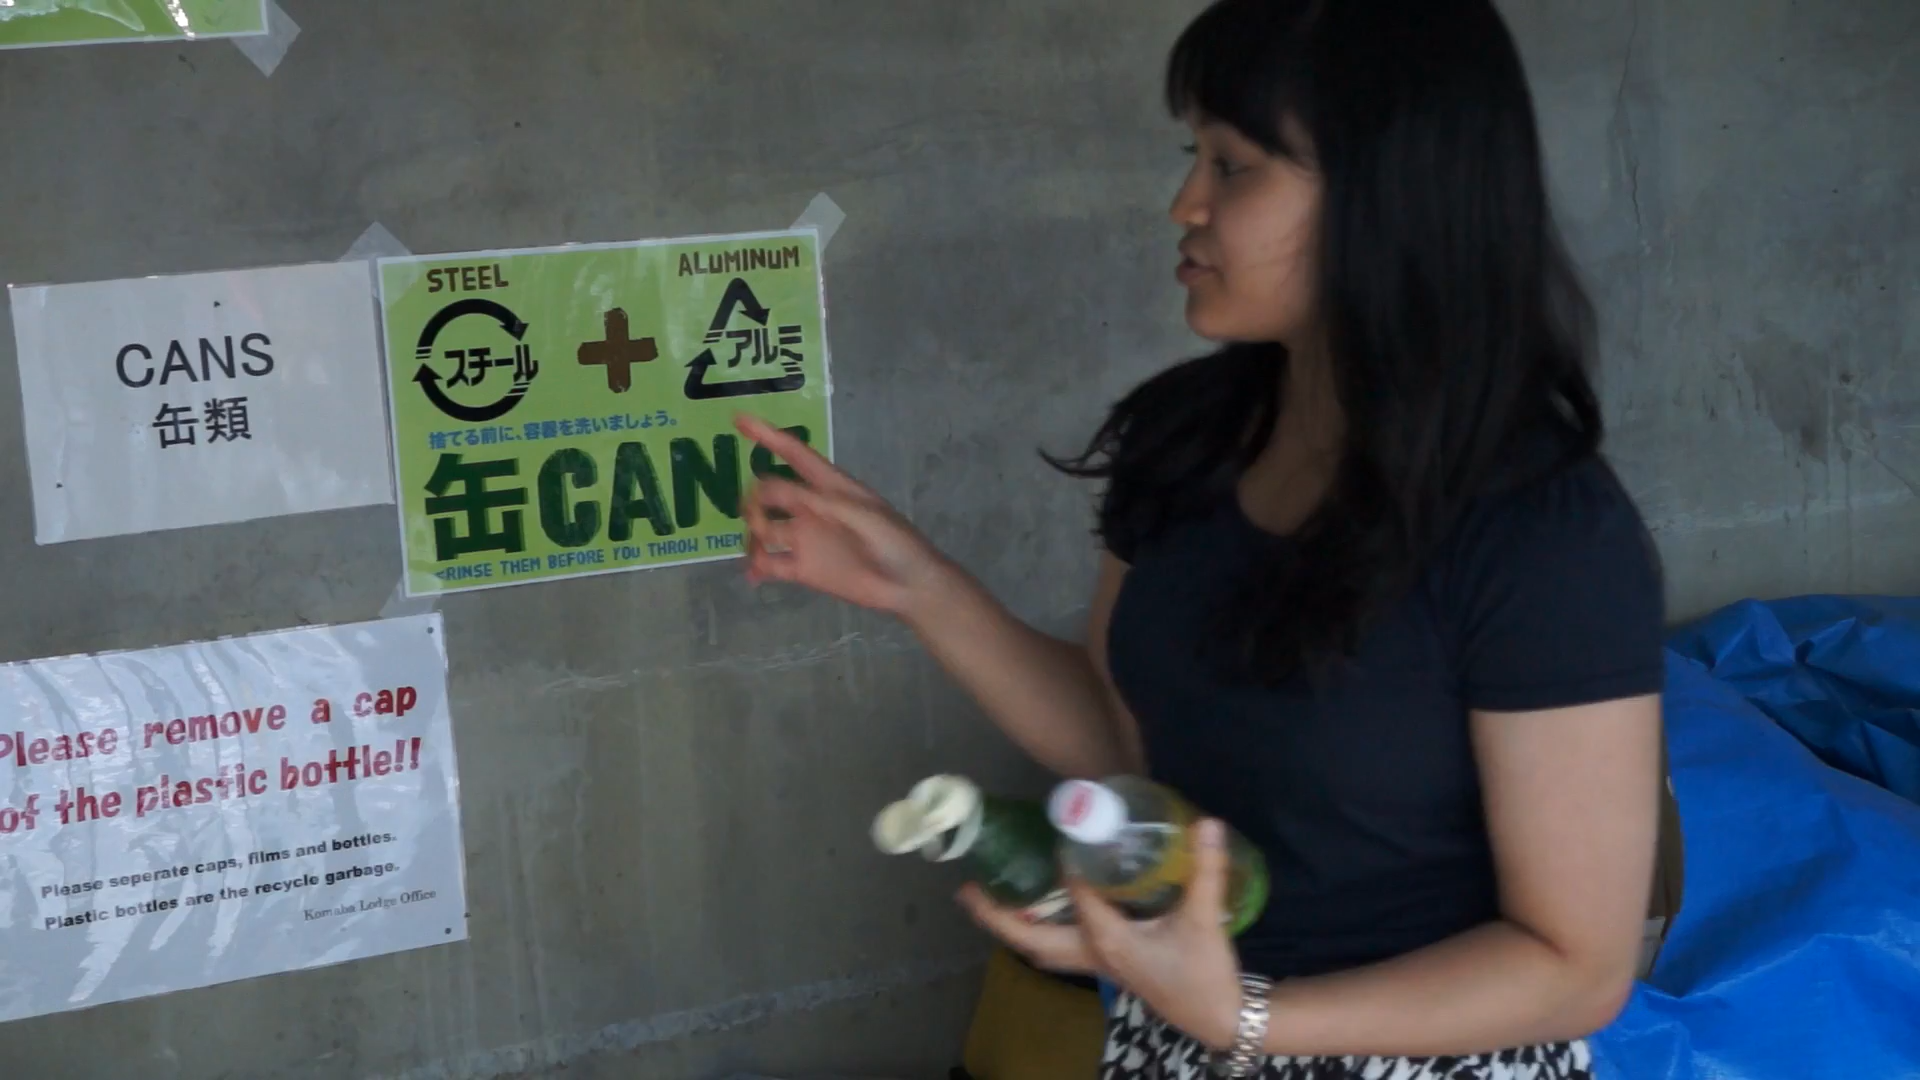 CANS
缶類
STEEL
ALUMINUM
スチール
アルミ
捨てる前に、容器を洗いましょう。
缶CANS
RINSE THEM BEFORE YOU THROW THEM
Please remove a cap
of the plastic bottle!!
Please seperate caps, films and bottles.
Plastic bottles are the recycle garbage.
Komaba Lodge Office